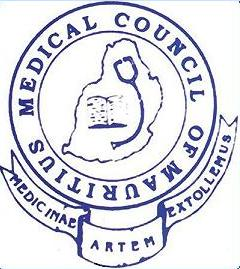 MEDICAL COUNCIL OF MAURITIUS
MEDICINAE
ARTEM
EXTOLLEMUS